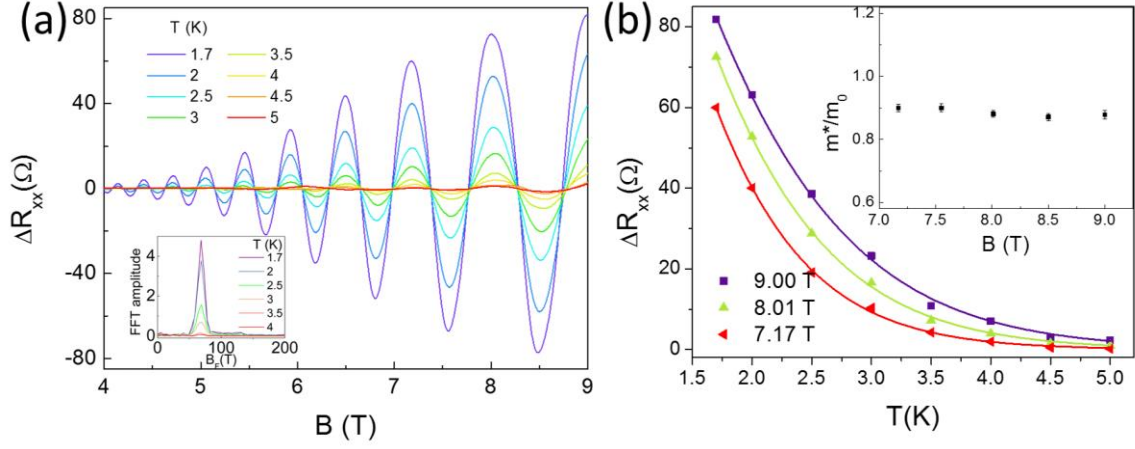 (a)
ΔR_xx(Ω)
80
40
0
-40
-80
T (K)
1.7
2
2.5
3
3.5
4
4.5
5
FFT amplitude
4
2
0
T (K)
1.7
2
2.5
3
3.5
4
0 100 200
B_F(T)
4 5 6 7 8 9
B (T)
(b)
ΔR_xx(Ω)
80
60
40
20
0
m*/m_0
1.2
1.0
0.8
0.6
7.0 7.5 8.0 8.5 9.0
B (T)
9.00 T
8.01 T
7.17 T
1.5 2.0 2.5 3.0 3.5 4.0 4.5 5.0
T(K)